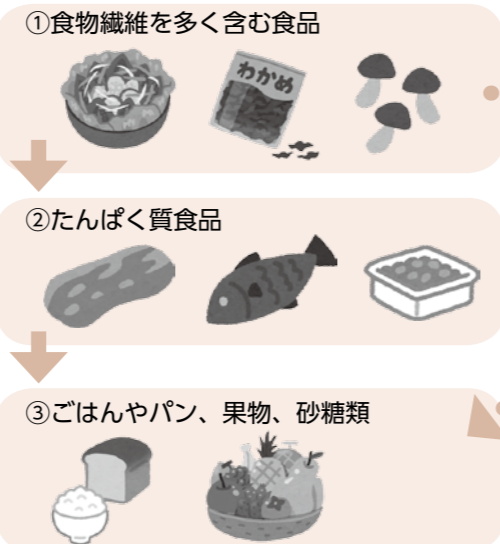 ①食物繊維を多く含む食品
わかめ
②たんぱく質食品
③ごはんやパン、果物、砂糖類